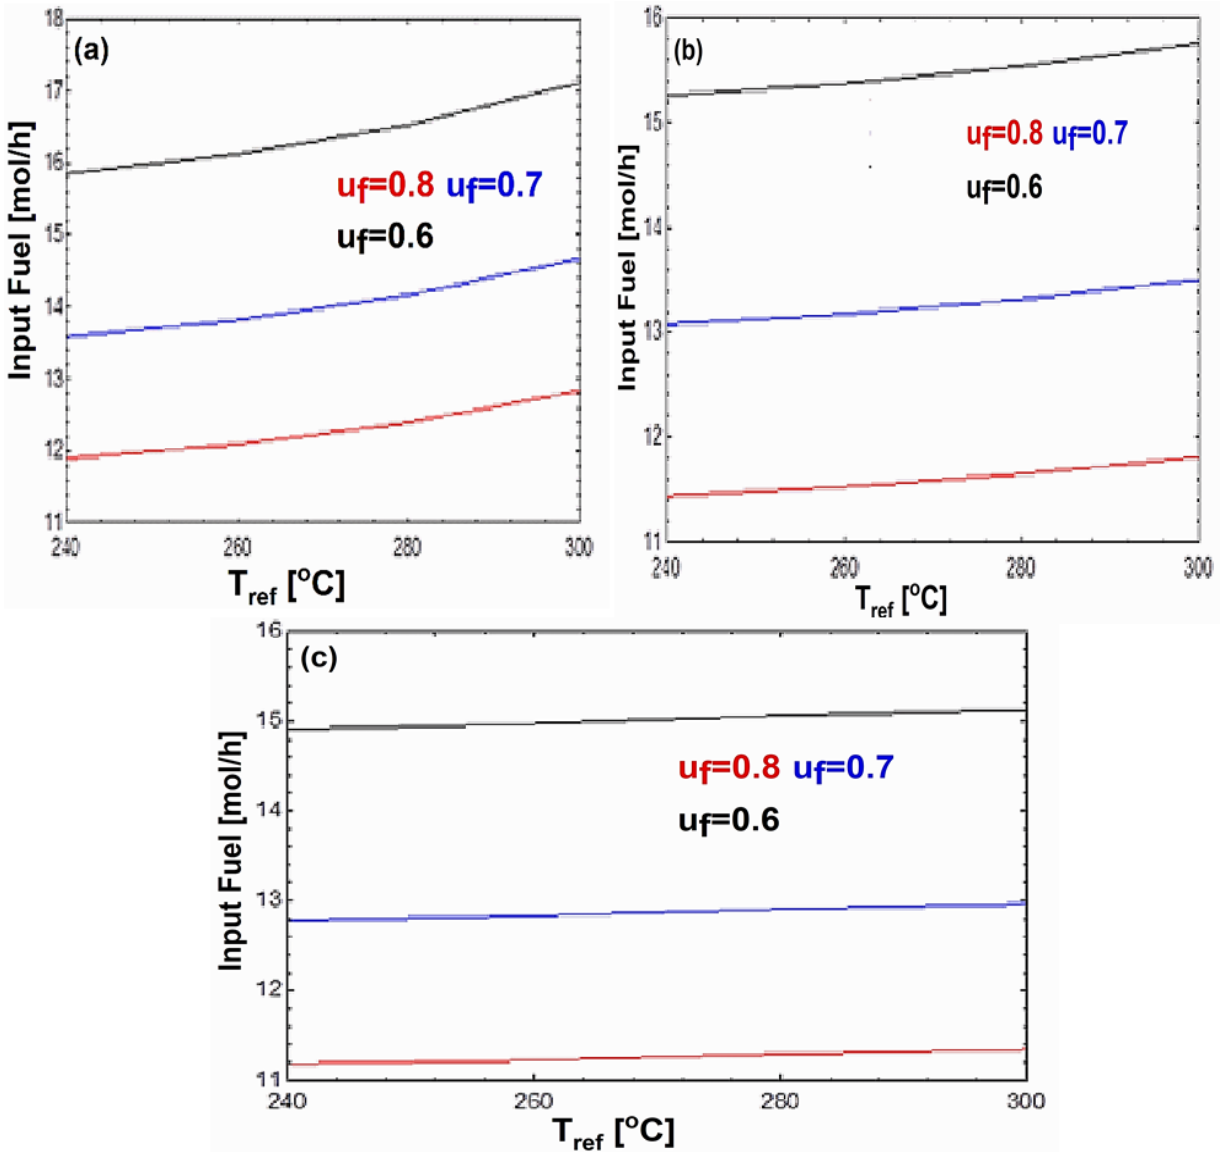 (a)
18
17
16
15
14
13
12
11
Input Fuel [mol/h]
uf=0.8 uf=0.7
uf=0.6
240 260 280 300
Tref [oC]
(b)
16
15
14
13
12
11
Input Fuel [mol/h]
uf=0.8 uf=0.7
uf=0.6
240 260 280 300
Tref [oC]
(c)
16
15
14
13
12
11
Input Fuel [mol/h]
uf=0.8 uf=0.7
uf=0.6
240 260 280 300
Tref [oC]